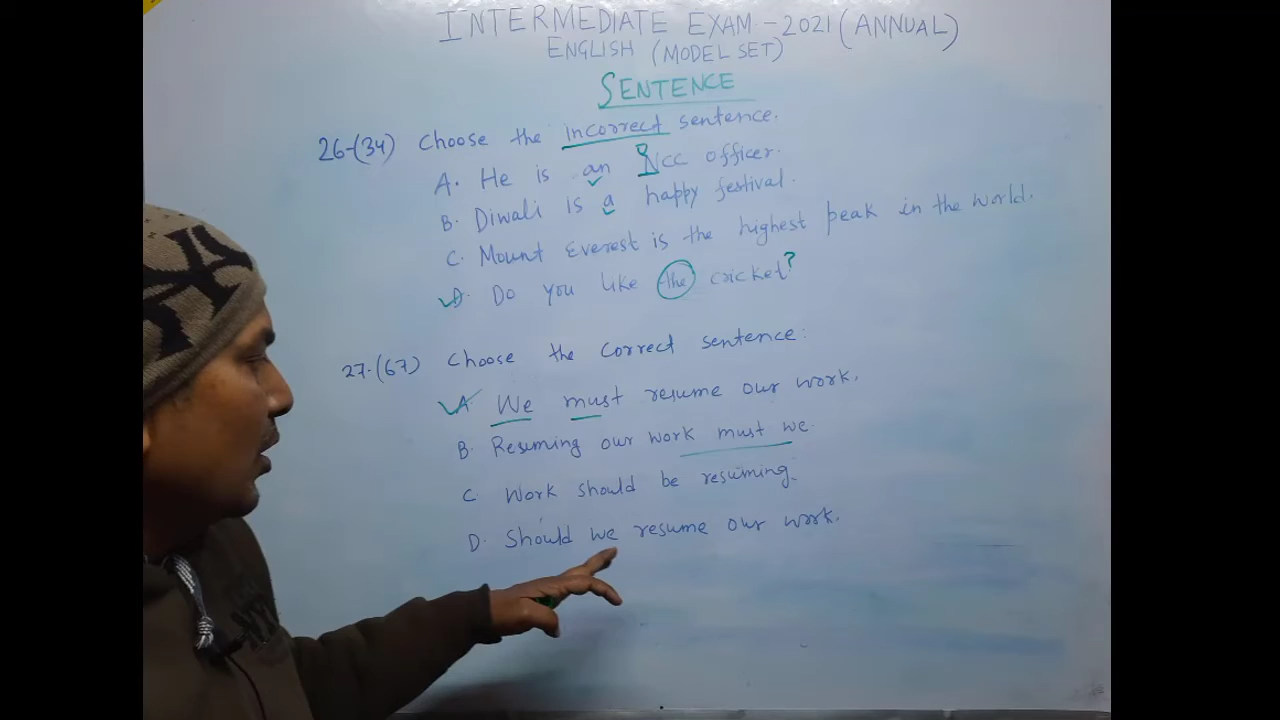 INTERMEDIATE EXAM - 2021 (ANNUAL)
ENGLISH (MODEL SET)
SENTENCE
26-(34) Choose the incorrect sentence.
A. He is an NCC officer.
B. Diwali is a happy festival.
C. Mount Everest is the highest peak in the world.
D. Do you like the cricket?
27-(67) Choose the correct sentence:
A. We must resume our work.
B. Resuming our work must we.
C. Work should be resuming.
D. Should we resume our work.